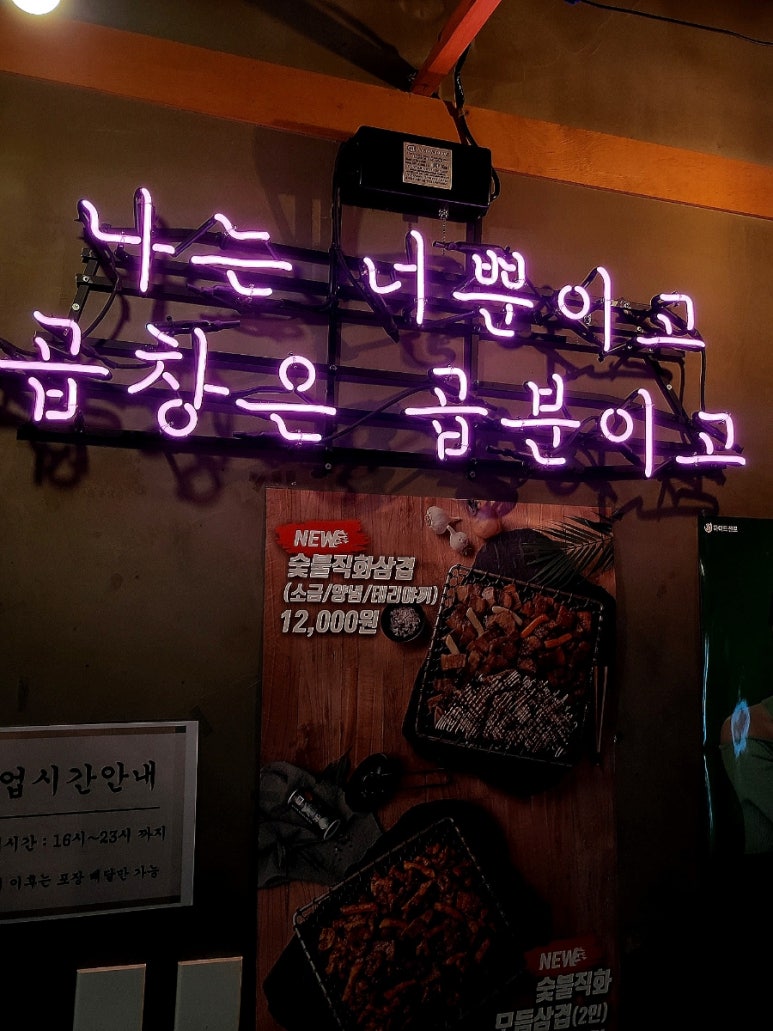 나는 너뿐이고
곱창은 곱분이고
NEW
숯불직화삼겹
(소금/양념/데리야끼)
12,000원
업시간안내
시간 : 16시~23시 까지
이후는 포장 배달만 가능
NEW
숯불직화
모듬삼겹(2인)